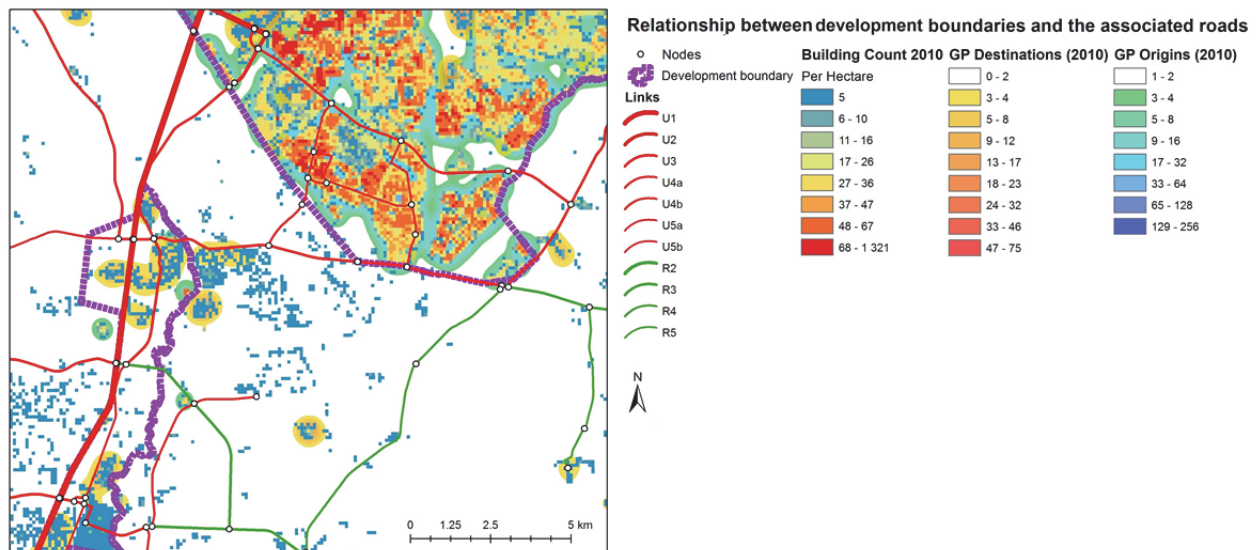 Relationship between development boundaries and the associated roads
Nodes
Development boundary
Links
U1
U2
U3
U4a
U4b
U5a
U5b
R2
R3
R4
R5
N
Building Count 2010
Per Hectare
5
6 - 10
11 - 16
17 - 26
27 - 36
37 - 47
48 - 67
68 - 1 321
GP Destinations (2010)
0 - 2
3 - 4
5 - 8
9 - 12
13 - 17
18 - 23
24 - 32
33 - 46
47 - 75
GP Origins (2010)
1 - 2
3 - 4
5 - 8
9 - 16
17 - 32
33 - 64
65 - 128
129 - 256
0 1.25 2.5 5 km